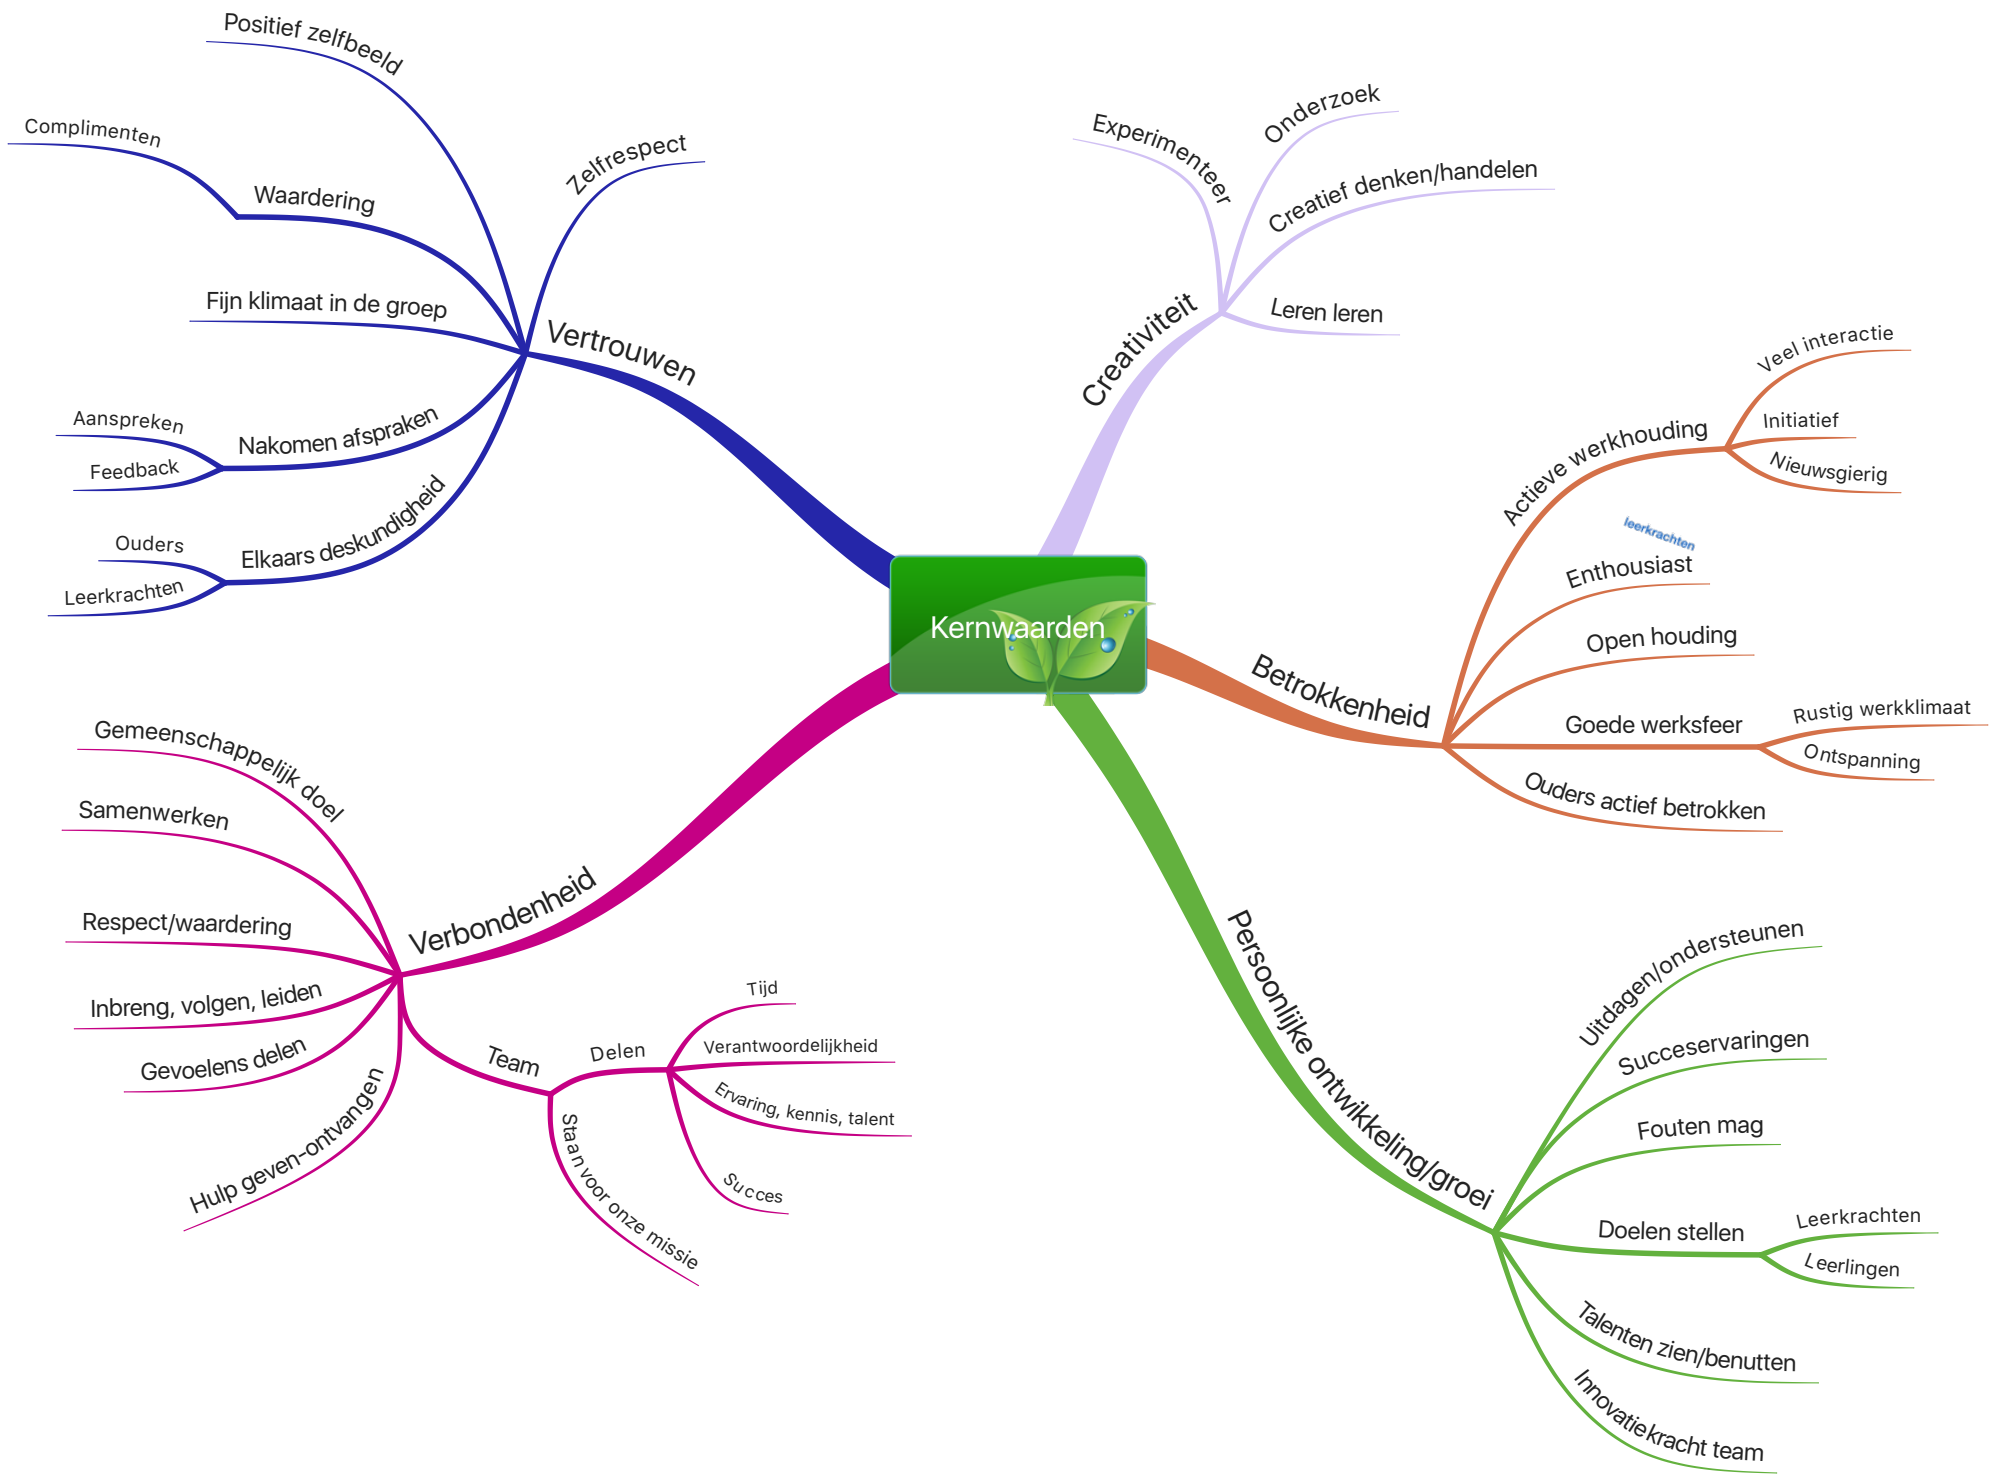 Kernwaarden
Vertrouwen
Positief zelfbeeld
Zelfrespect
Waardering
Complimenten
Fijn klimaat in de groep
Nakomen afspraken
Aanspreken
Feedback
Elkaars deskundigheid
Ouders
Leerkrachten
Creativiteit
Experimenteer
Onderzoek
Creatief denken/handelen
Leren leren
Betrokkenheid
Actieve werkhouding
Veel interactie
Initiatief
Nieuwsgierig
leerkrachten
Enthousiast
Open houding
Goede werksfeer
Rustig werkklimaat
Ontspanning
Ouders actief betrokken
Persoonlijke ontwikkeling/groei
Uitdagen/ondersteunen
Succeservaringen
Fouten mag
Doelen stellen
Leerkrachten
Leerlingen
Talenten zien/benutten
Innovatiekracht team
Verbondenheid
Gemeenschappelijk doel
Samenwerken
Respect/waardering
Inbreng, volgen, leiden
Gevoelens delen
Hulp geven-ontvangen
Team
Delen
Tijd
Verantwoordelijkheid
Ervaring, kennis, talent
Succes
Staan voor onze missie